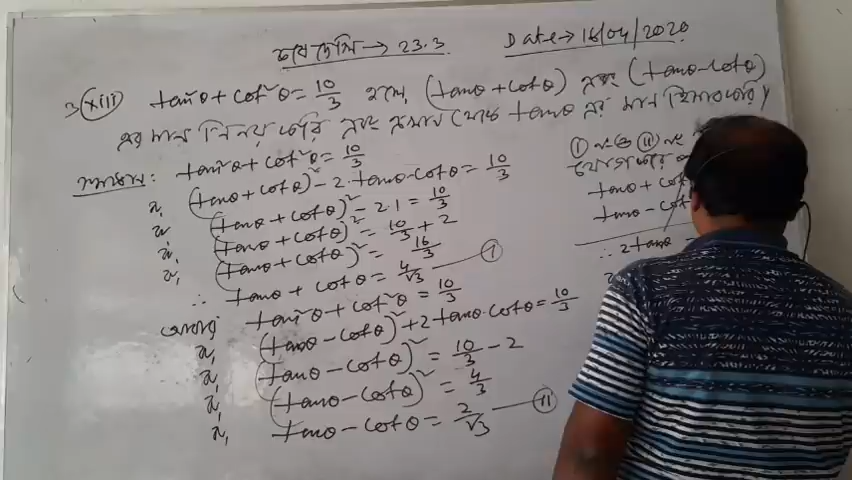 কষে দেখি → 23.3.
Date → 18/04/2020
3 (xiii) tan²θ + cot²θ = 10/3 হলে, (tanθ + cotθ) এবং (tanθ - cotθ)
এর মান নির্ণয় করি এবং সেখান থেকে tanθ এর মান হিসাব করি।
সমাধান: tan²θ + cot²θ = 10/3
বা, (tanθ + cotθ)² - 2·tanθ·cotθ = 10/3
বা, (tanθ + cotθ)² - 2·1 = 10/3
বা, (tanθ + cotθ)² = 10/3 + 2
বা, (tanθ + cotθ)² = 16/3
∴ tanθ + cotθ = 4/√3 — (I)
আবার tan²θ + cot²θ = 10/3
বা, (tanθ - cotθ)² + 2 tanθ·cotθ = 10/3
বা, (tanθ - cotθ)² = 10/3 - 2
বা, (tanθ - cotθ)² = 4/3
বা, tanθ - cotθ = 2/√3 — (II)
(I) নং ও (II) নং
যোগ করে
tanθ + cot
tanθ - cot
∴ 2 tanθ